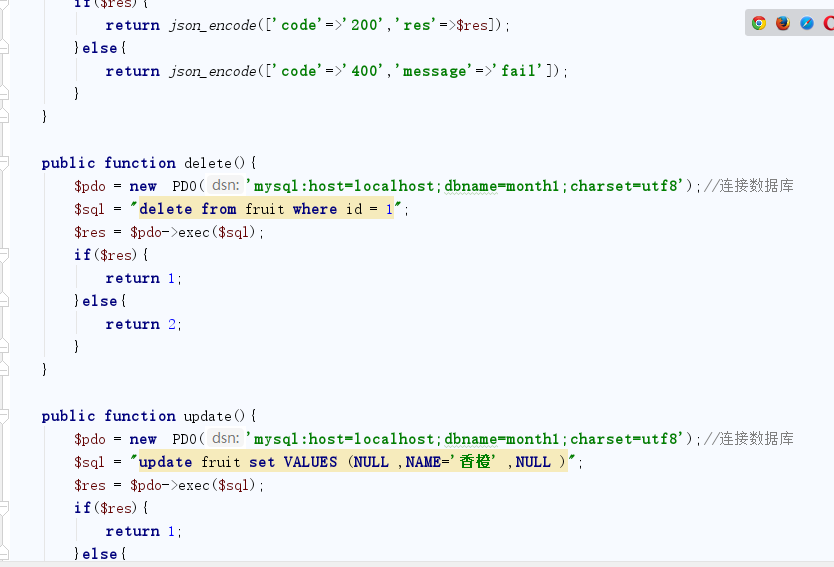 if($res){
return json_encode(['code'=>'200','res'=>$res]);
}else{
return json_encode(['code'=>'400','message'=>'fail']);
}
}
public function delete(){
$pdo = new PDO( dsn: 'mysql:host=localhost;dbname=month1;charset=utf8');//连接数据库
$sql = "delete from fruit where id = 1";
$res = $pdo->exec($sql);
if($res){
return 1;
}else{
return 2;
}
}
public function update(){
$pdo = new PDO( dsn: 'mysql:host=localhost;dbname=month1;charset=utf8');//连接数据库
$sql = "update fruit set VALUES (NULL ,NAME='香橙' ,NULL )";
$res = $pdo->exec($sql);
if($res){
return 1;
}else{